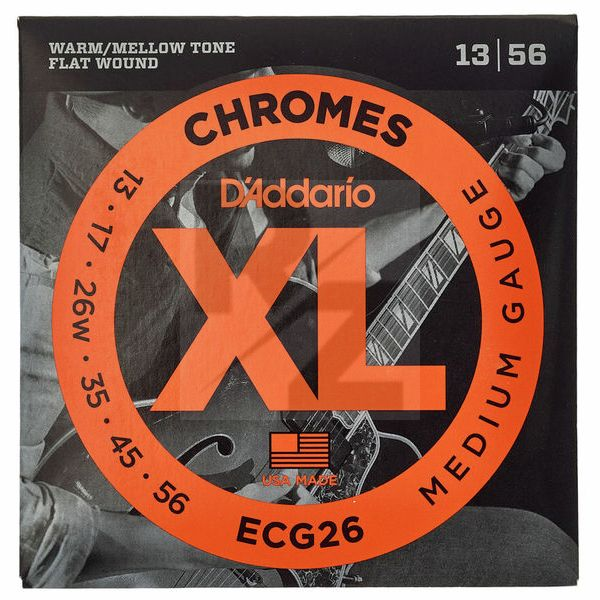 WARM/MELLOW TONE
FLAT WOUND
13|56
CHROMES
D'Addario
XL
13 • 17 • 26w • 35 • 45 • 56
MEDIUM GAUGE
USA MADE
ECG26